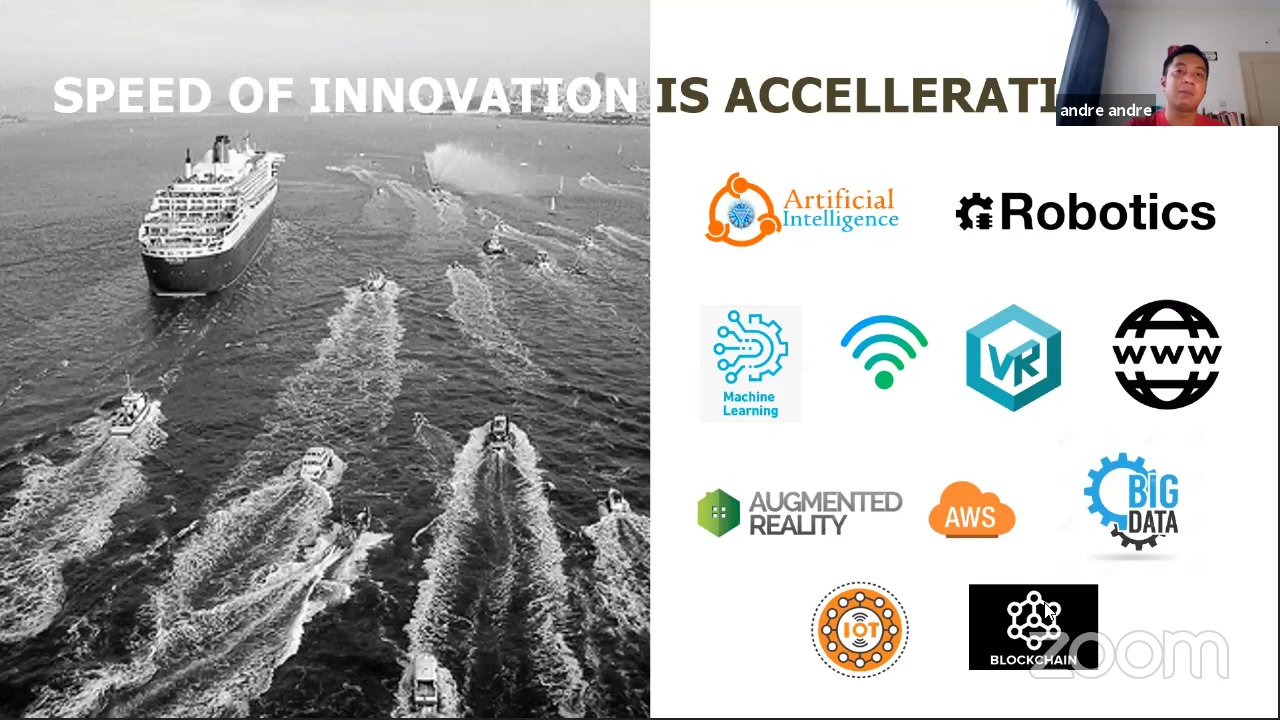 SPEED OF INNOVATION IS ACCELLERATI
andre andre
Artificial
Intelligence
Robotics
Machine
Learning
VR
WWW
AUGMENTED
REALITY
AWS
BIG
DATA
IOT
BLOCKCHAIN
zoom